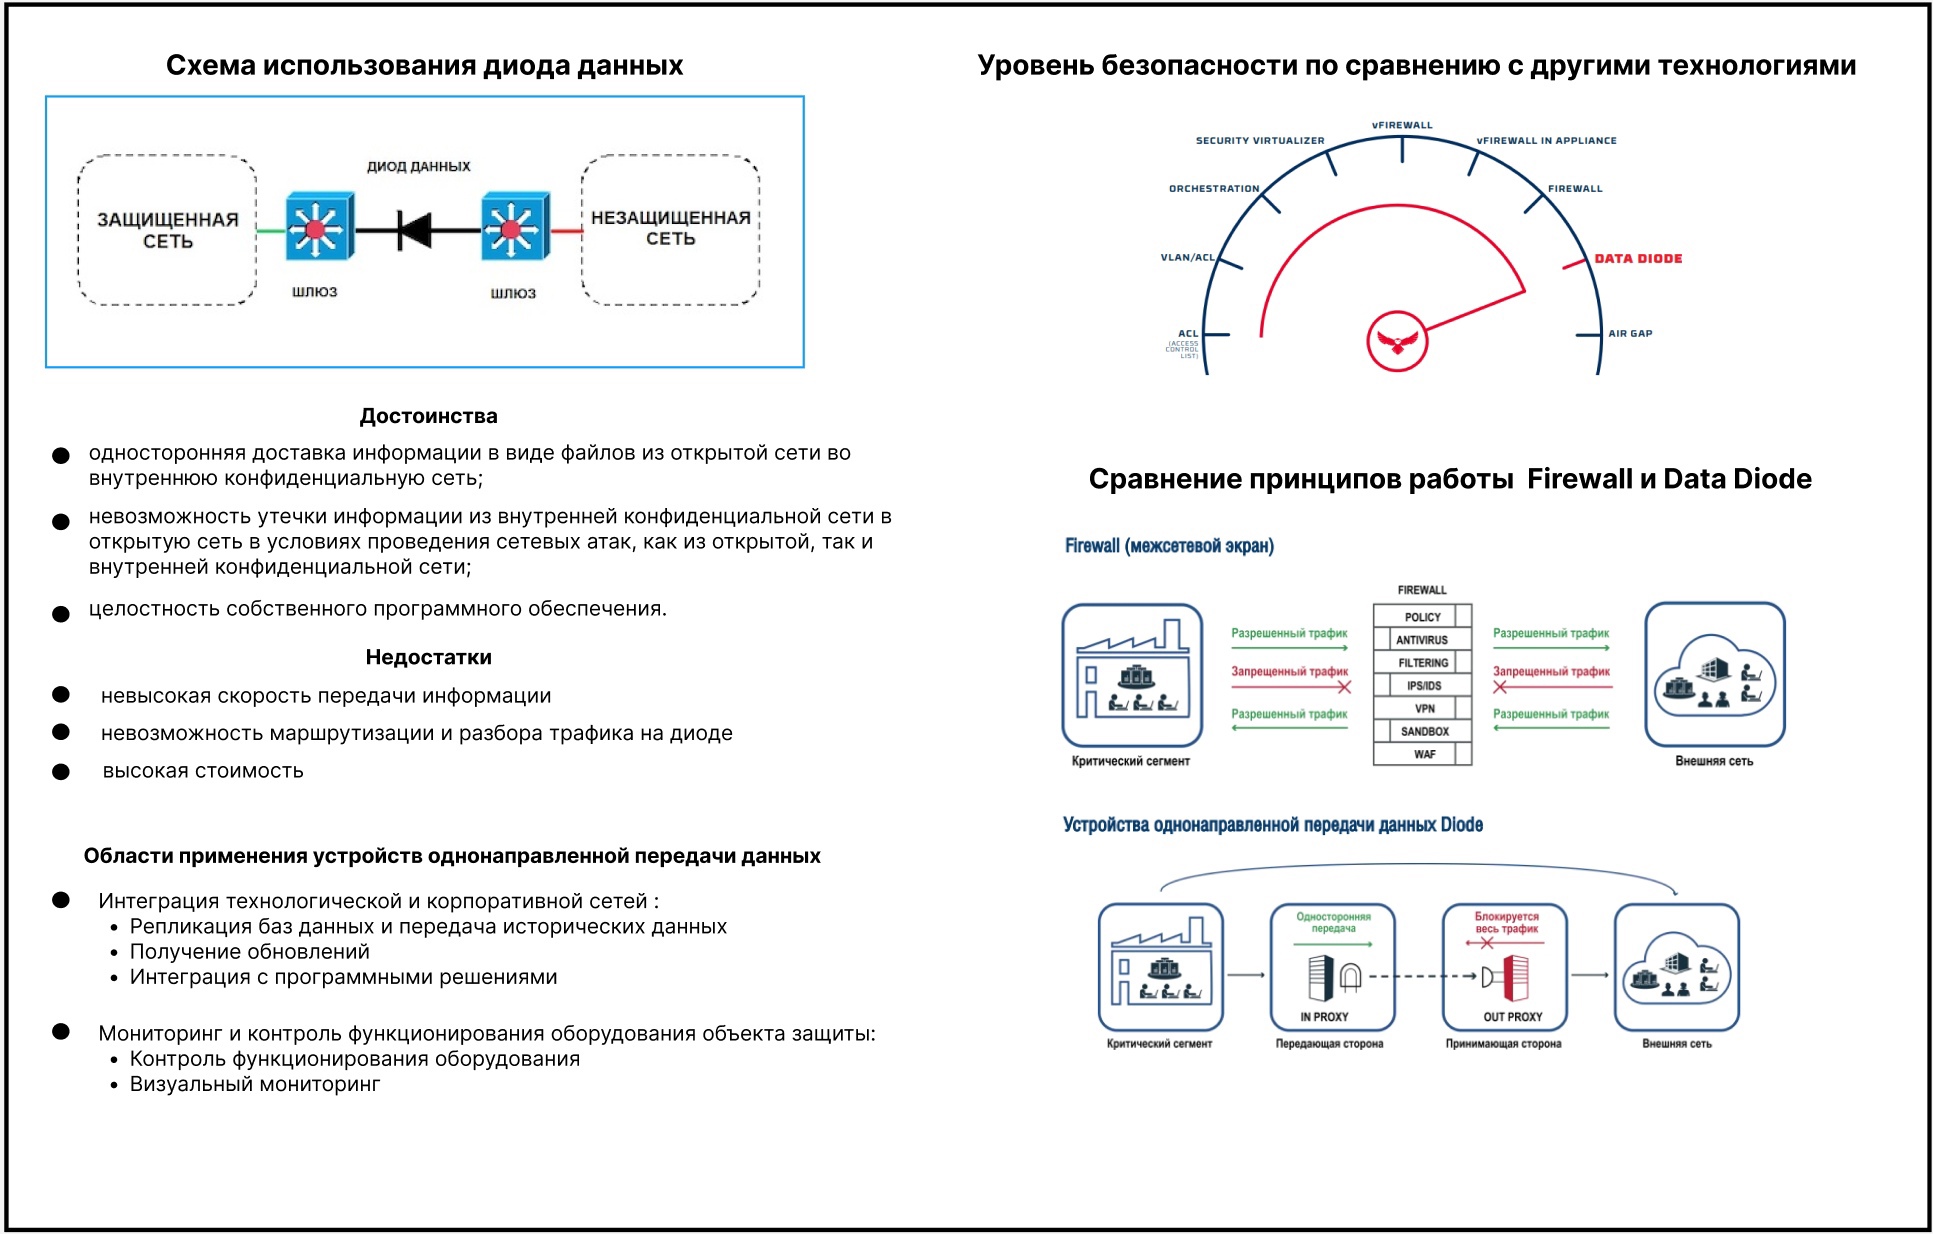 Схема использования диода данных
ДИОД ДАННЫХ
ЗАЩИЩЕННАЯ
СЕТЬ
НЕЗАЩИЩЕННАЯ
СЕТЬ
ШЛЮЗ
ШЛЮЗ
Достоинства
односторонняя доставка информации в виде файлов из открытой сети во
внутреннюю конфиденциальную сеть;
невозможность утечки информации из внутренней конфиденциальной сети в
открытую сеть в условиях проведения сетевых атак, как из открытой, так и
внутренней конфиденциальной сети;
целостность собственного программного обеспечения.
Недостатки
невысокая скорость передачи информации
невозможность маршрутизации и разбора трафика на диоде
высокая стоимость
Области применения устройств однонаправленной передачи данных
Интеграция технологической и корпоративной сетей :
• Репликация баз данных и передача исторических данных
• Получение обновлений
• Интеграция с программными решениями
Мониторинг и контроль функционирования оборудования объекта защиты:
• Контроль функционирования оборудования
• Визуальный мониторинг
Уровень безопасности по сравнению с другими технологиями
ACL
(ACCESS
CONTROL
LIST)
VLAN/ACL
ORCHESTRATION
SECURITY VIRTUALIZER
vFIREWALL
vFIREWALL IN APPLIANCE
FIREWALL
DATA DIODE
AIR GAP
Сравнение принципов работы Firewall и Data Diode
Firewall (межсетевой экран)
Критический сегмент
Разрешенный трафик
Запрещенный трафик
Разрешенный трафик
FIREWALL
POLICY
ANTIVIRUS
FILTERING
IPS/IDS
VPN
SANDBOX
WAF
Разрешенный трафик
Запрещенный трафик
Разрешенный трафик
Внешняя сеть
Устройства однонаправленной передачи данных Diode
Критический сегмент
Односторонняя
передача
IN PROXY
Передающая сторона
Блокируется
весь трафик
OUT PROXY
Принимающая сторона
Внешняя сеть